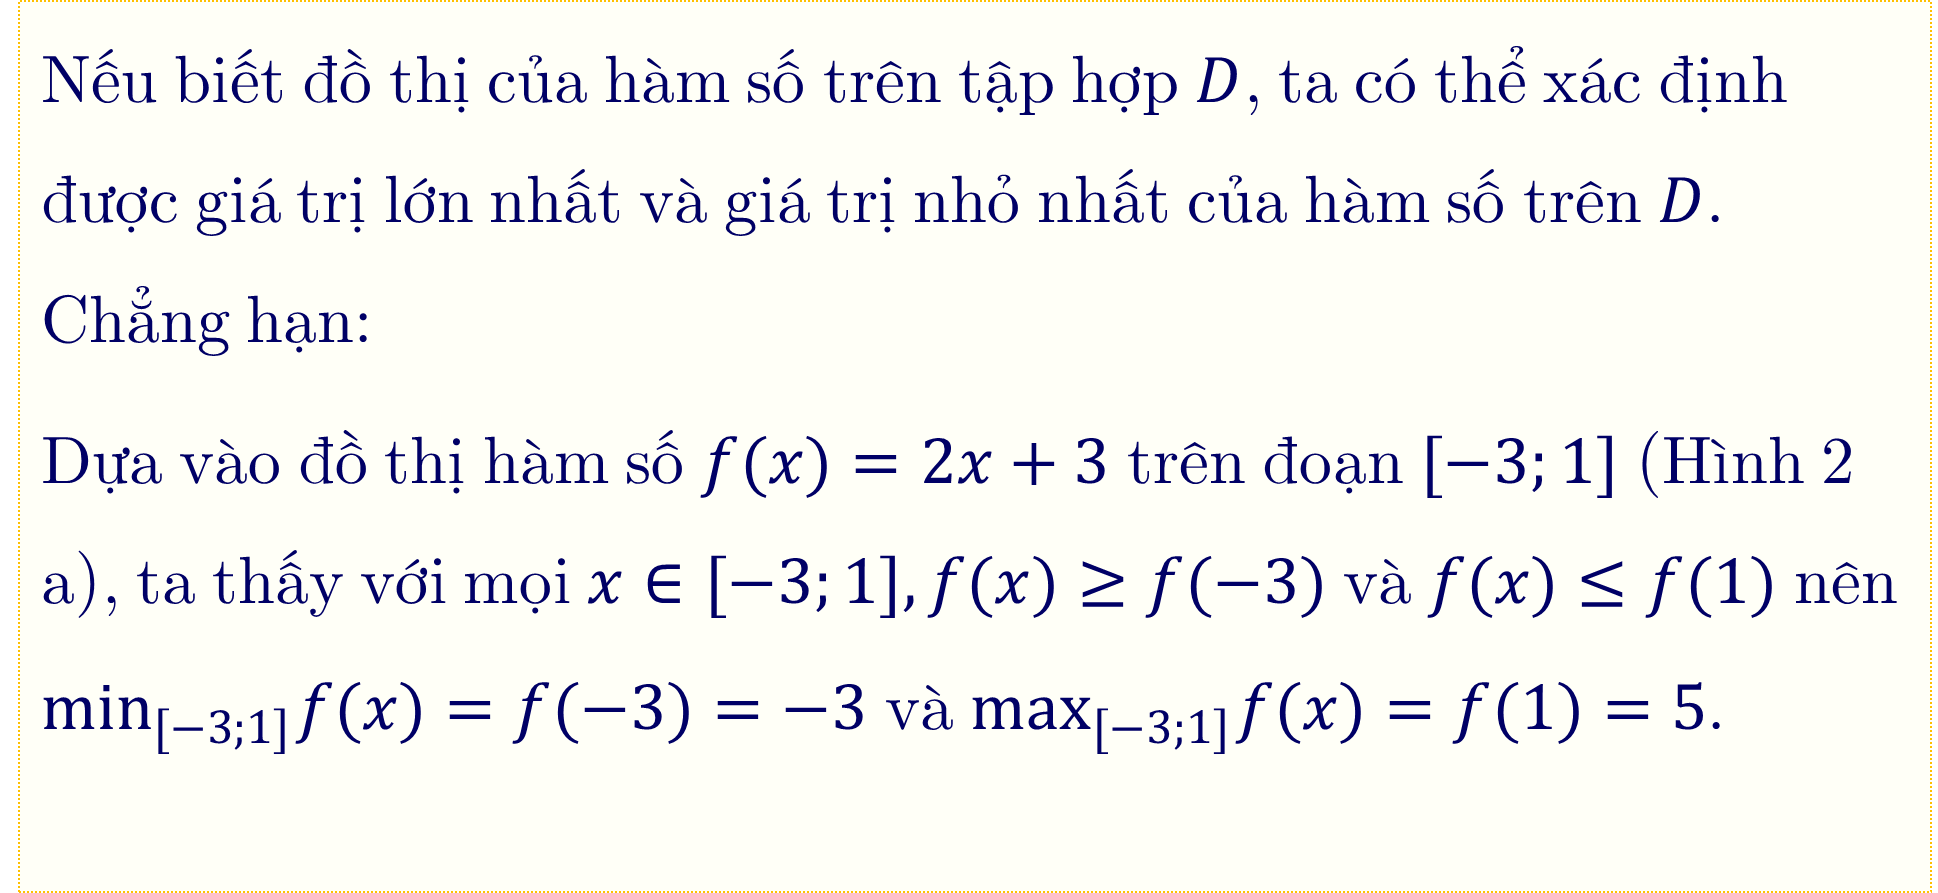 Nếu biết đồ thị của hàm số trên tập hợp D, ta có thể xác định
được giá trị lớn nhất và giá trị nhỏ nhất của hàm số trên D.
Chẳng hạn:
Dựa vào đồ thị hàm số f(x) = 2x + 3 trên đoạn [−3; 1] (Hình 2
a), ta thấy với mọi x ∈ [−3; 1], f(x) ≥ f(−3) và f(x) ≤ f(1) nên
min[−3;1] f(x) = f(−3) = −3 và max[−3;1] f(x) = f(1) = 5.